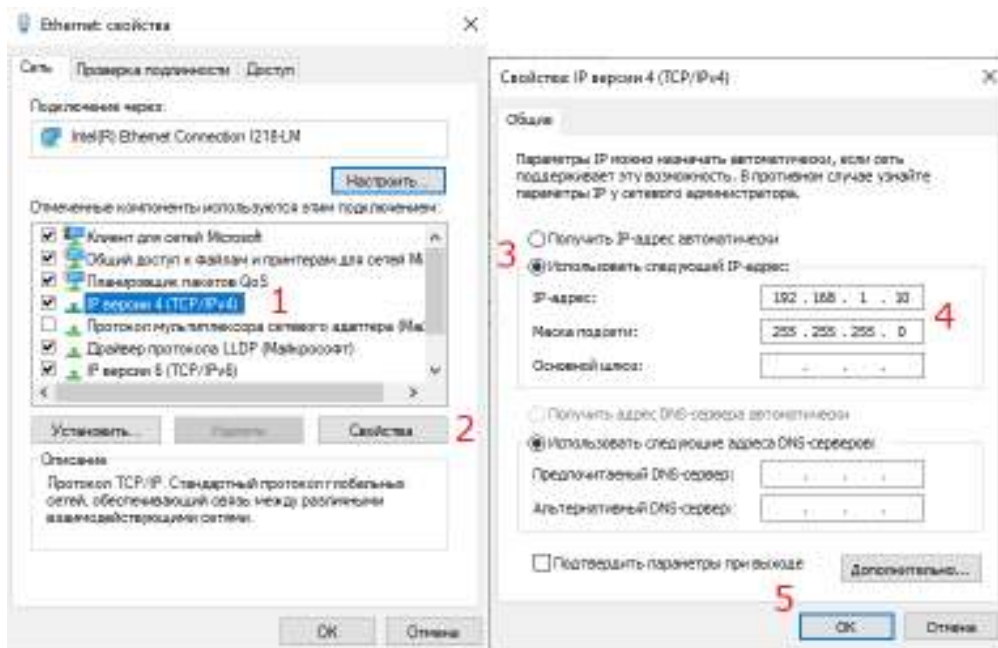 Ethernet: свойства
Сеть
Проверка подлинности
Доступ
Подключение через:
Intel(R) Ethernet Connection I218-LM
Настроить...
Отмеченные компоненты используются этим подключением:
Клиент для сетей Microsoft
Общий доступ к файлам и принтерам для сетей Mi
Планировщик пакетов QoS
IP версии 4 (TCP/IPv4)
1
Протокол мультиплексора сетевого адаптера (Ma
Драйвер протокола LLDP (Майкрософт)
IP версии 6 (TCP/IPv6)
Установить...
Удалить
Свойства
2
Описание
Протокол TCP/IP. Стандартный протокол глобальных
сетей, обеспечивающий связь между различными
взаимодействующими сетями.
OK
Отмена
Свойства: IP версии 4 (TCP/IPv4)
Общие
Параметры IP можно назначать автоматически, если сеть
поддерживает эту возможность. В противном случае узнайте
параметры IP у сетевого администратора.
Получить IP-адрес автоматически
3
Использовать следующий IP-адрес:
IP-адрес:
192 . 168 . 1 . 10
4
Маска подсети:
255 . 255 . 255 . 0
Основной шлюз:
Получить адрес DNS-сервера автоматически
Использовать следующие адреса DNS-серверов:
Предпочитаемый DNS-сервер:
Альтернативный DNS-сервер:
Подтвердить параметры при выходе
Дополнительно...
5
OK
Отмена